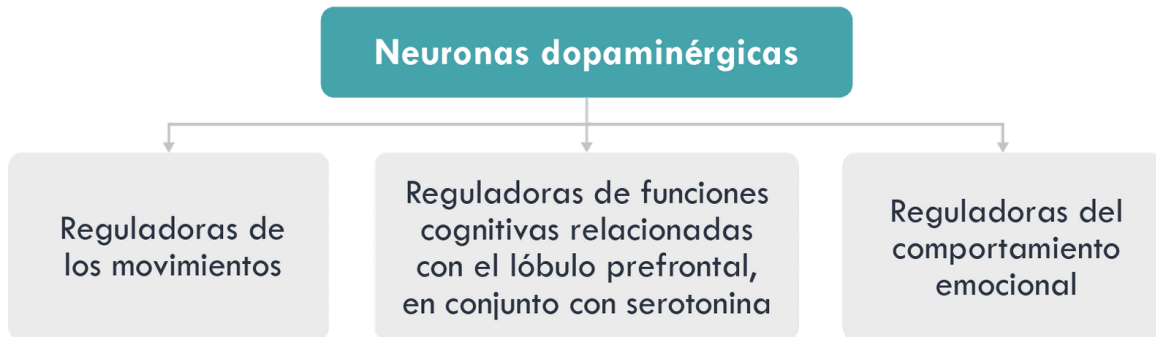 Neuronas dopaminérgicas
Reguladoras de
los movimientos
Reguladoras de funciones
cognitivas relacionadas
con el lóbulo prefrontal,
en conjunto con serotonina
Reguladoras del
comportamiento
emocional